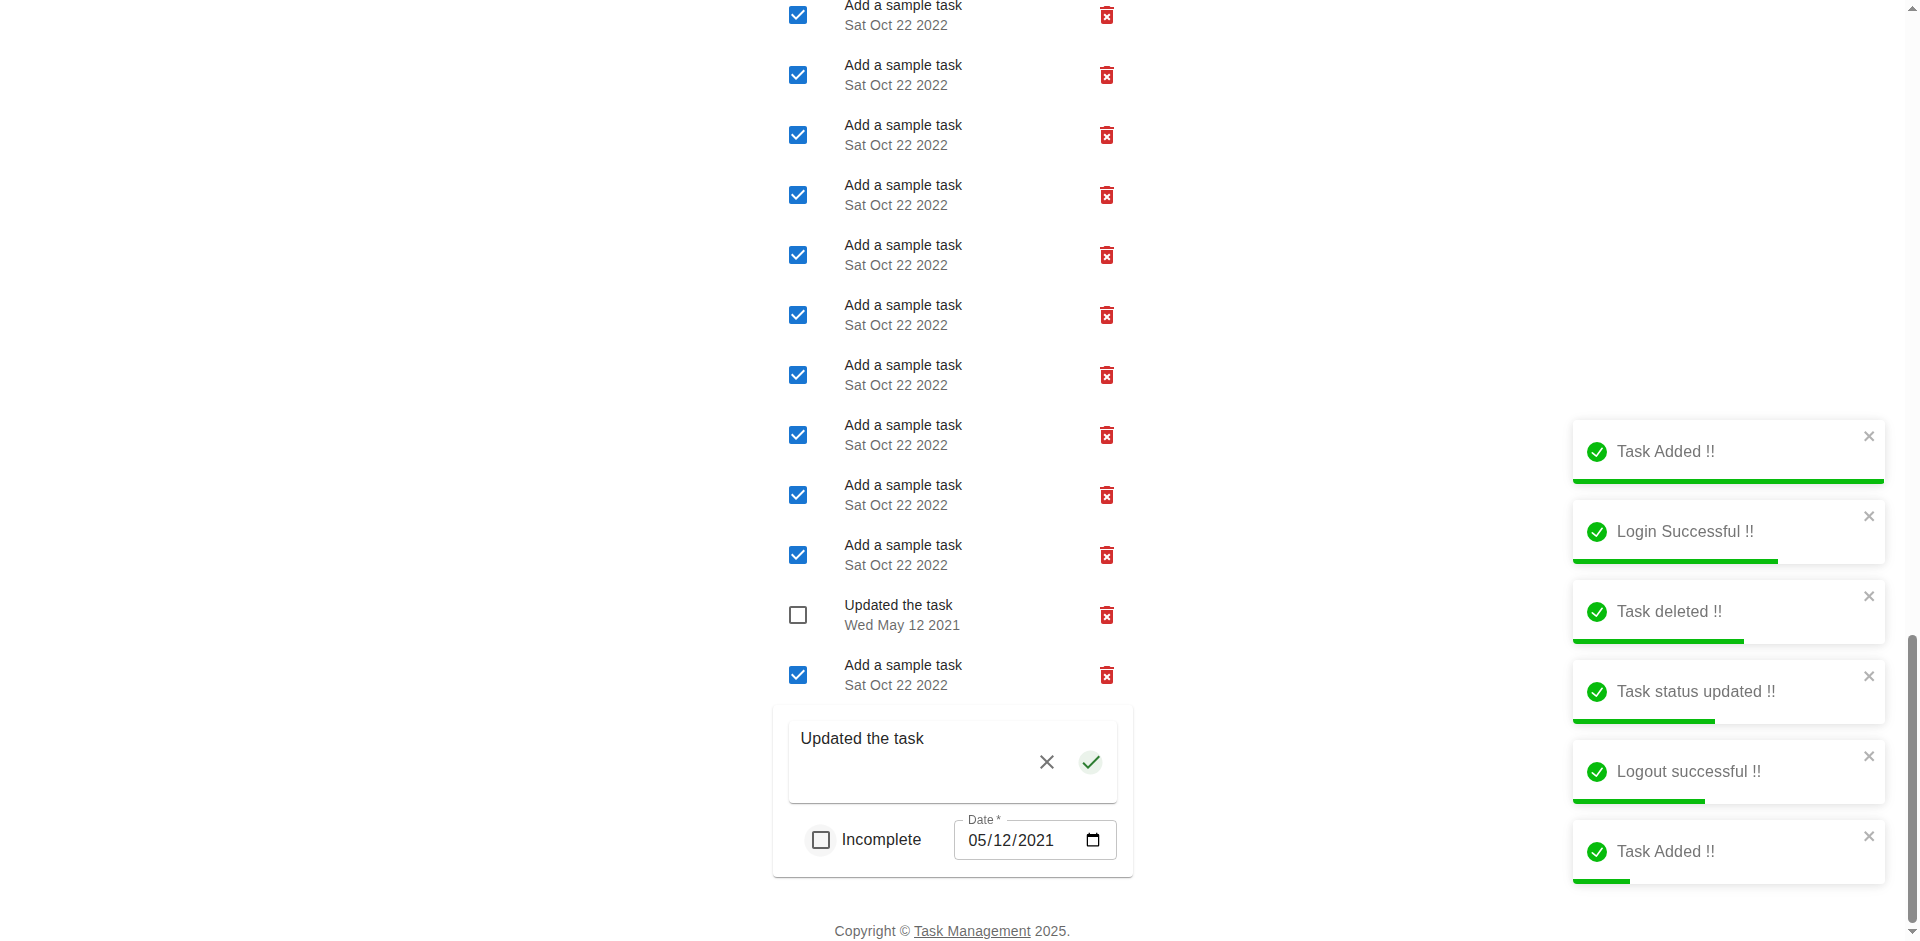 Add a sample task
Sat Oct 22 2022
Add a sample task
Sat Oct 22 2022
Add a sample task
Sat Oct 22 2022
Add a sample task
Sat Oct 22 2022
Add a sample task
Sat Oct 22 2022
Add a sample task
Sat Oct 22 2022
Add a sample task
Sat Oct 22 2022
Add a sample task
Sat Oct 22 2022
Add a sample task
Sat Oct 22 2022
Add a sample task
Sat Oct 22 2022
Updated the task
Wed May 12 2021
Add a sample task
Sat Oct 22 2022
Updated the task
Incomplete
Date *
05/12/2021
Copyright © Task Management 2025.
Task Added !!
Login Successful !!
Task deleted !!
Task status updated !!
Logout successful !!
Task Added !!